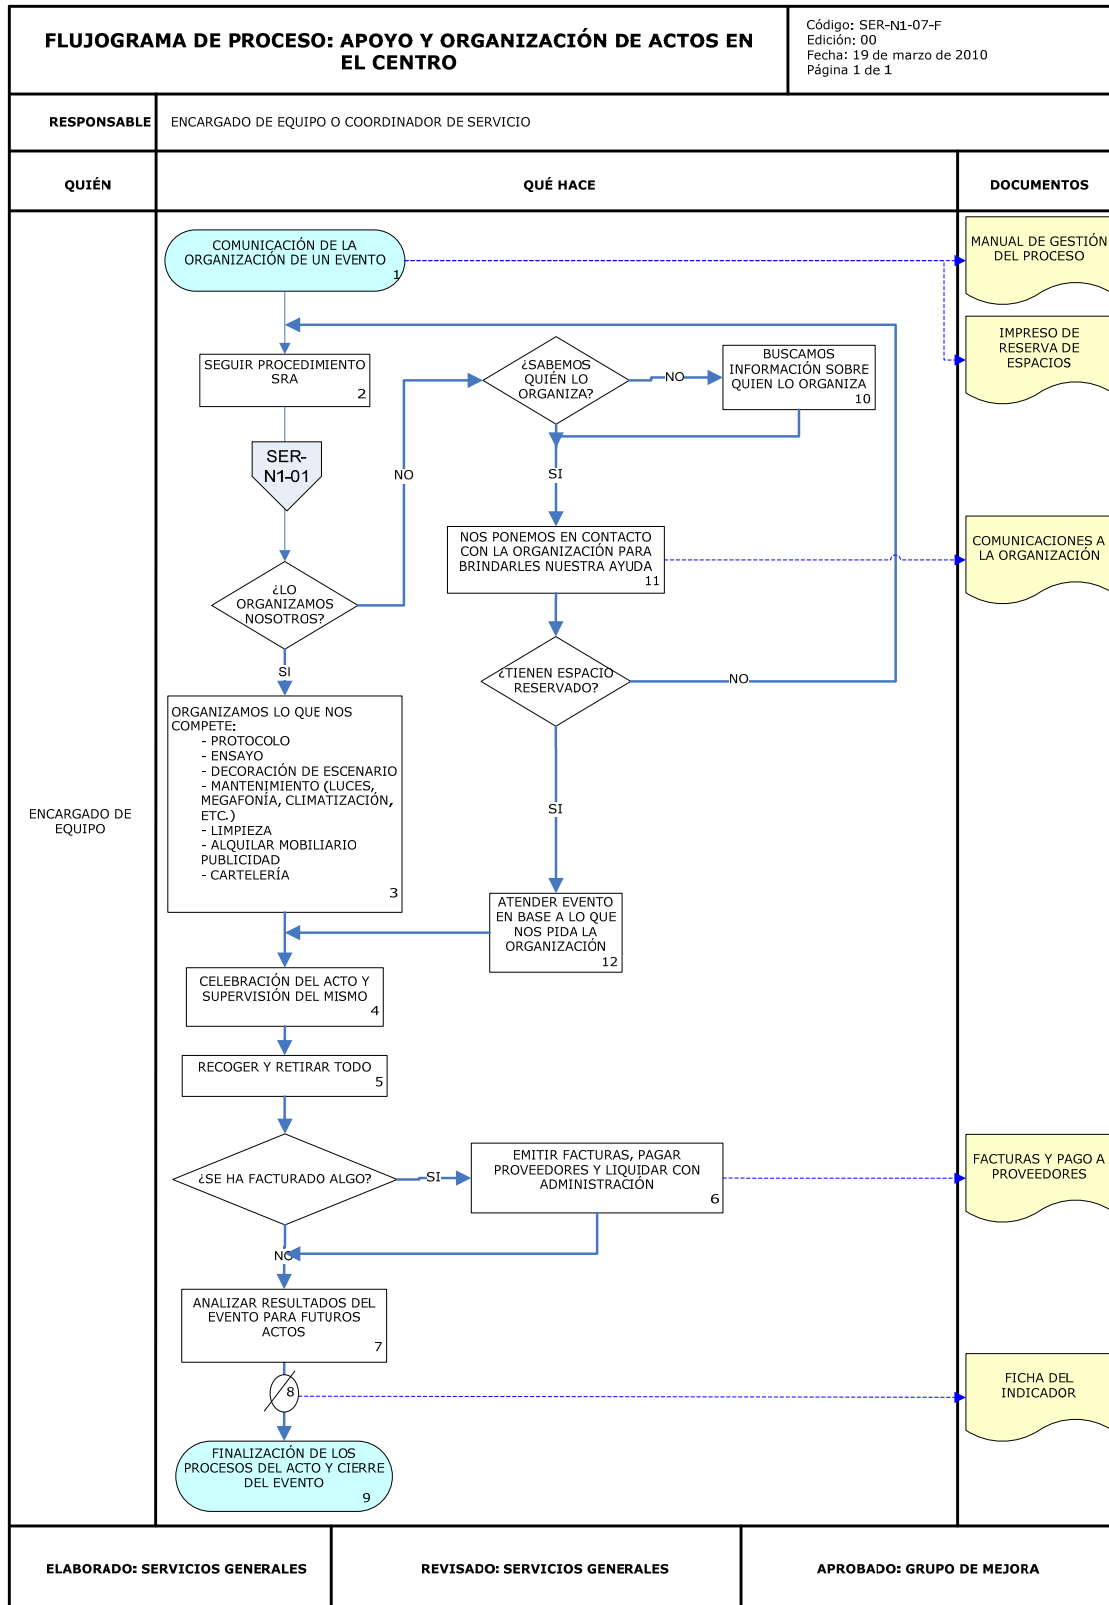 FLUJOGRAMA DE PROCESO: APOYO Y ORGANIZACIÓN DE ACTOS EN
EL CENTRO
Código: SER-N1-07-F
Edición: 00
Fecha: 19 de marzo de 2010
Página 1 de 1
RESPONSABLE
ENCARGADO DE EQUIPO O COORDINADOR DE SERVICIO
QUIÉN
QUÉ HACE
DOCUMENTOS
ENCARGADO DE
EQUIPO
COMUNICACIÓN DE LA
ORGANIZACIÓN DE UN EVENTO
1
MANUAL DE GESTIÓN
DEL PROCESO
IMPRESO DE
RESERVA DE
ESPACIOS
SEGUIR PROCEDIMIENTO
SRA
2
¿SABEMOS
QUIÉN LO
ORGANIZA?
NO
BUSCAMOS
INFORMACIÓN SOBRE
QUIEN LO ORGANIZA
10
SER-
N1-01
NO
SI
NOS PONEMOS EN CONTACTO
CON LA ORGANIZACIÓN PARA
BRINDARLES NUESTRA AYUDA
11
COMUNICACIONES A
LA ORGANIZACIÓN
¿LO
ORGANIZAMOS
NOSOTROS?
SI
¿TIENEN ESPACIO
RESERVADO?
NO
ORGANIZAMOS LO QUE NOS
COMPETE:
- PROTOCOLO
- ENSAYO
- DECORACIÓN DE ESCENARIO
- MANTENIMIENTO (LUCES,
MEGAFONÍA, CLIMATIZACIÓN,
ETC.)
- LIMPIEZA
- ALQUILAR MOBILIARIO
PUBLICIDAD
- CARTELERÍA
3
SI
ATENDER EVENTO
EN BASE A LO QUE
NOS PIDA LA
ORGANIZACIÓN
12
CELEBRACIÓN DEL ACTO Y
SUPERVISIÓN DEL MISMO
4
RECOGER Y RETIRAR TODO
5
¿SE HA FACTURADO ALGO?
SI
EMITIR FACTURAS, PAGAR
PROVEEDORES Y LIQUIDAR CON
ADMINISTRACIÓN
6
FACTURAS Y PAGO A
PROVEEDORES
NO
ANALIZAR RESULTADOS DEL
EVENTO PARA FUTUROS
ACTOS
7
8
FICHA DEL
INDICADOR
FINALIZACIÓN DE LOS
PROCESOS DEL ACTO Y CIERRE
DEL EVENTO
9
ELABORADO: SERVICIOS GENERALES
REVISADO: SERVICIOS GENERALES
APROBADO: GRUPO DE MEJORA